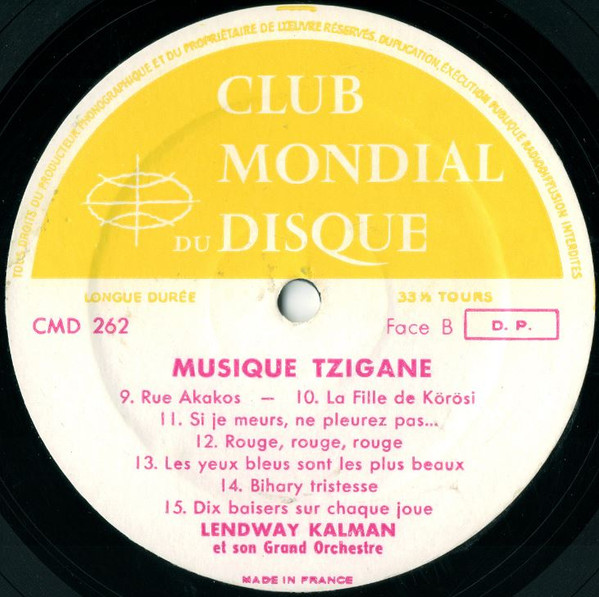 TOUS DROITS DU PRODUCTEUR PHONOGRAPHIQUE ET DU PROPRIÉTAIRE DE L'ŒUVRE RÉSERVÉS. DUPLICATION, EXÉCUTION PUBLIQUE RADIODIFFUSION INTERDITES
CLUB
MONDIAL
DU DISQUE
LONGUE DURÉE 33 ⅓ TOURS
CMD 262 Face B D. P.
MUSIQUE TZIGANE
9. Rue Akakos – 10. La Fille de Körösi
11. Si je meurs, ne pleurez pas...
12. Rouge, rouge, rouge
13. Les yeux bleus sont les plus beaux
14. Bihary tristesse
15. Dix baisers sur chaque joue
LENDWAY KALMAN
et son Grand Orchestre
MADE IN FRANCE